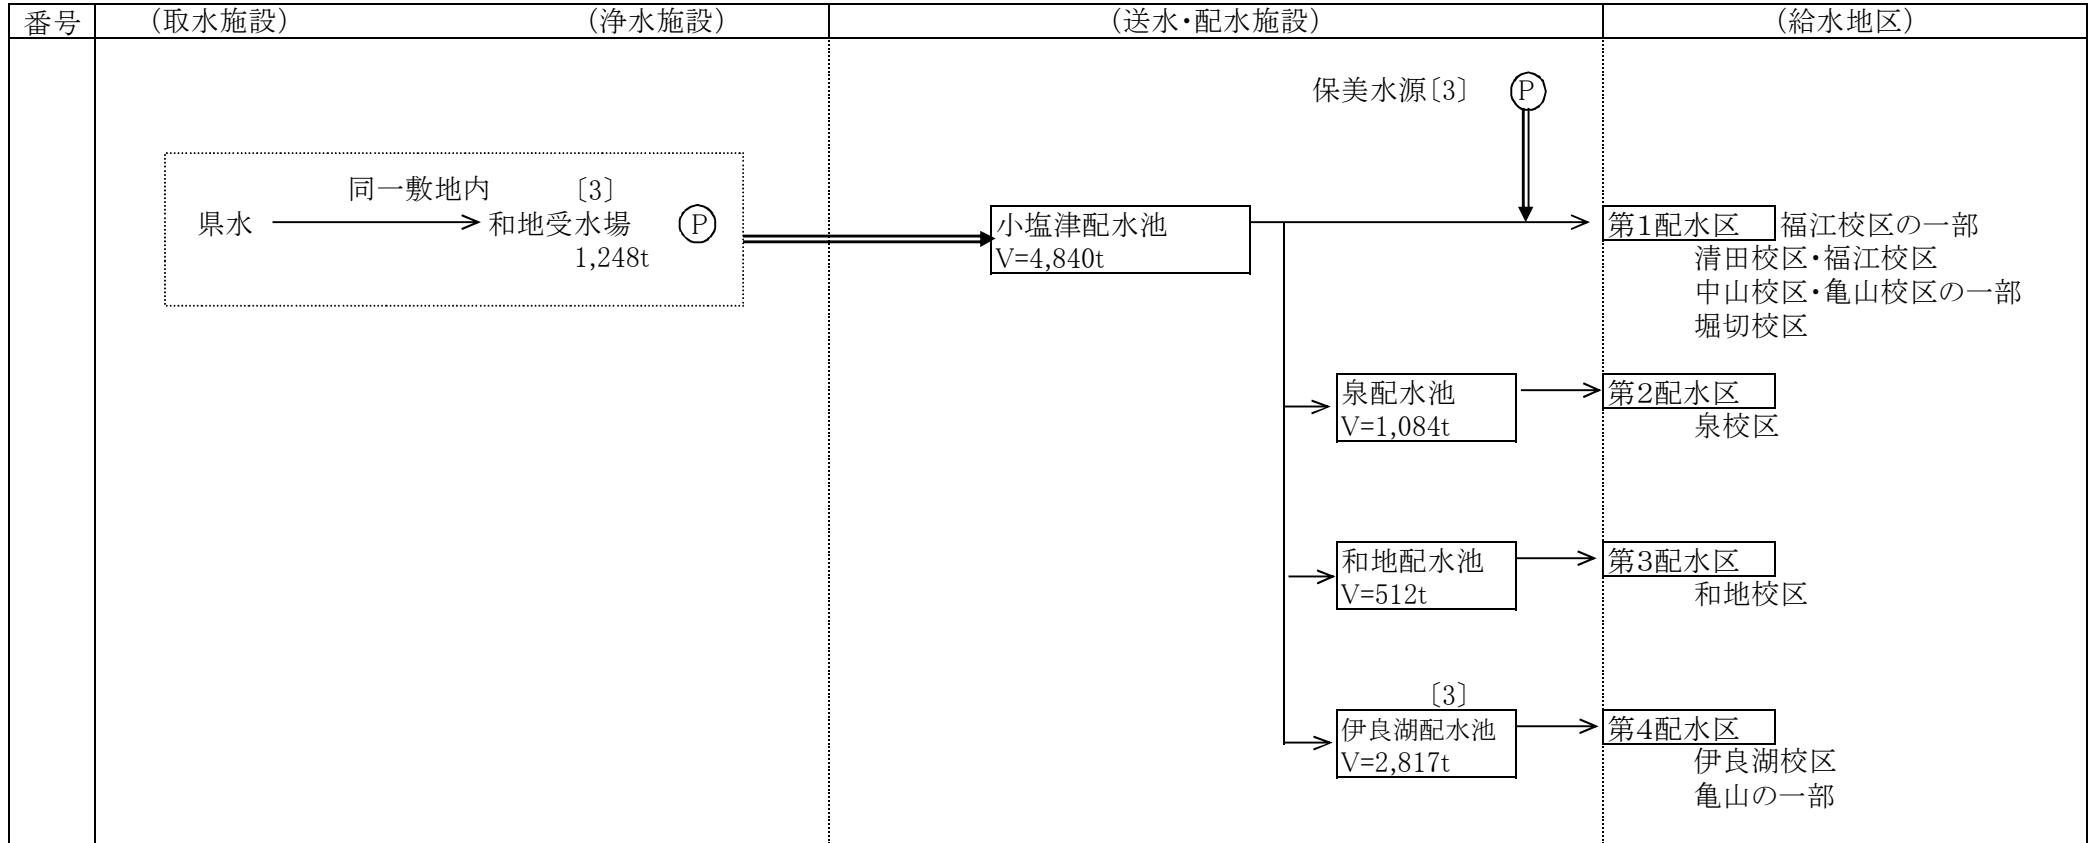 番号 （取水施設） （浄水施設） （送水・配水施設） （給水地区）
保美水源〔3〕 P
同一敷地内 〔3〕
県水 和地受水場 P 小塩津配水池 第1配水区 福江校区の一部
1,248t V=4,840t 清田校区・福江校区
中山校区・亀山校区の一部
堀切校区
泉配水池 第2配水区
V=1,084t 泉校区
和地配水池 第3配水区
V=512t 和地校区
〔3〕
伊良湖配水池 第4配水区
V=2,817t 伊良湖校区
亀山の一部